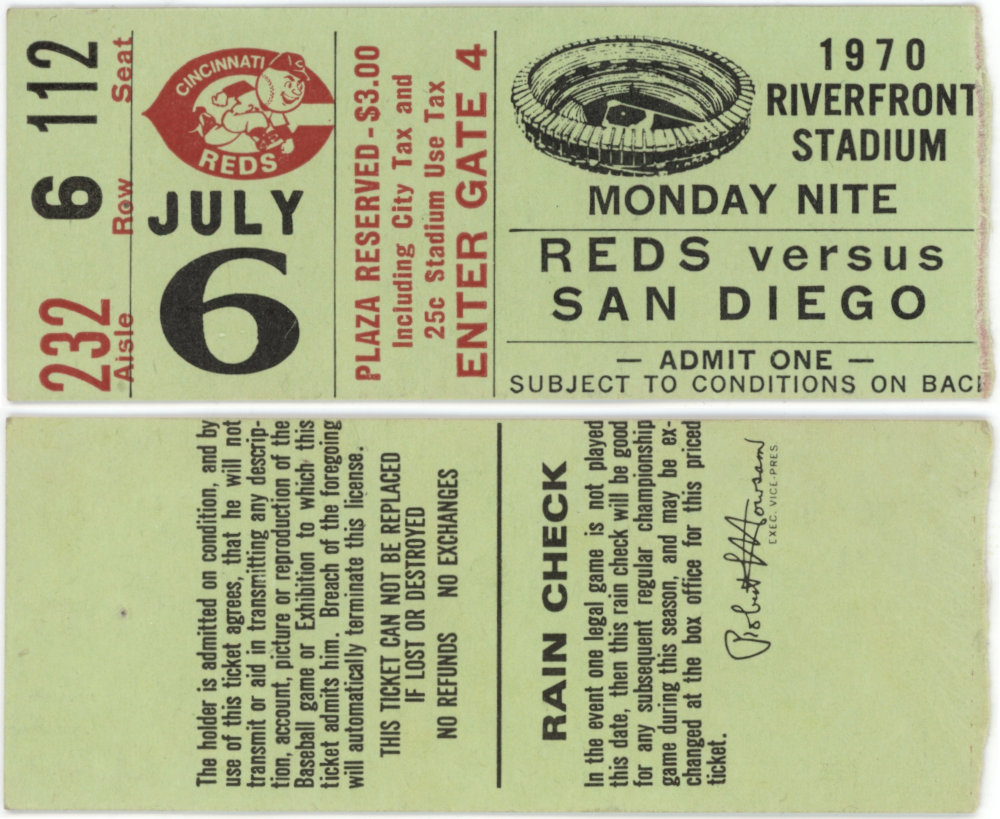 112
Seat
6
Row
232
Aisle
CINCINNATI
REDS
JULY
6
PLAZA RESERVED - $3.00
Including City Tax and
25c Stadium Use Tax
ENTER GATE 4
1970
RIVERFRONT
STADIUM
MONDAY NITE
REDS versus
SAN DIEGO
— ADMIT ONE —
SUBJECT TO CONDITIONS ON BACK
The holder is admitted on condition, and by
use of this ticket agrees, that he will not
transmit or aid in transmitting any descrip-
tion, account, picture or reproduction of the
Baseball game or Exhibition to which this
ticket admits him. Breach of the foregoing
will automatically terminate this license.
THIS TICKET CAN NOT BE REPLACED
IF LOST OR DESTROYED
NO REFUNDS NO EXCHANGES
RAIN CHECK
In the event one legal game is not played
this date, then this rain check will be good
for any subsequent regular championship
game during this season, and may be ex-
changed at the box office for this priced
ticket.
Robert L Howsam
EXEC. VICE-PRES